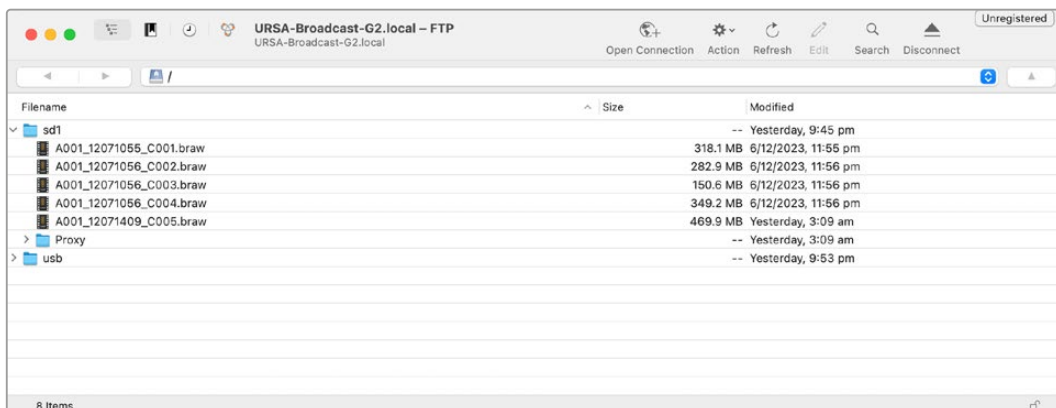 Unregistered
URSA-Broadcast-G2.local – FTP
URSA-Broadcast-G2.local
Open Connection Action Refresh Edit Search Disconnect
/
Filename Size Modified
sd1 -- Yesterday, 9:45 pm
A001_12071055_C001.braw 318.1 MB 6/12/2023, 11:55 pm
A001_12071056_C002.braw 282.9 MB 6/12/2023, 11:56 pm
A001_12071056_C003.braw 150.6 MB 6/12/2023, 11:56 pm
A001_12071056_C004.braw 349.2 MB 6/12/2023, 11:56 pm
A001_12071409_C005.braw 469.9 MB Yesterday, 3:09 am
Proxy -- Yesterday, 3:09 am
usb -- Yesterday, 9:53 pm
8 Items